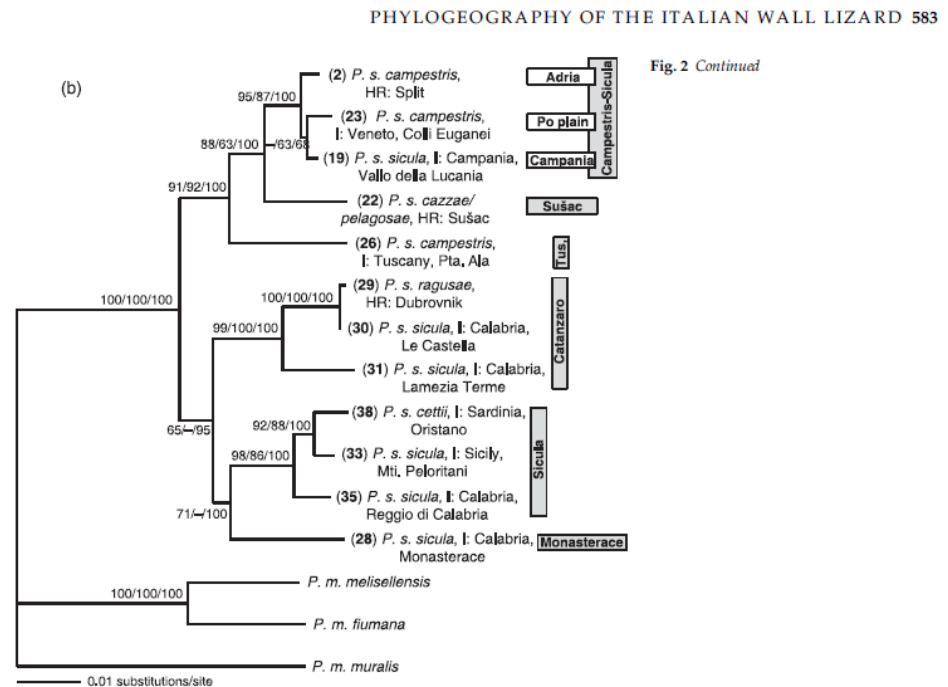 PHYLOGEOGRAPHY OF THE ITALIAN WALL LIZARD 583
(b)
Fig. 2 Continued
95/87/100
(2) P. s. campestris,
HR: Split
Adria
(23) P. s. campestris,
I: Veneto, Colli Euganei
Po plain
88/63/100
–/63/68
(19) P. s. sicula, I: Campania,
Vallo della Lucania
Campania
Campestris-Sicula
91/92/100
(22) P. s. cazzae/
pelagosae, HR: Sušac
Sušac
(26) P. s. campestris,
I: Tuscany, Pta. Ala
Tus.
100/100/100
100/100/100
(29) P. s. ragusae,
HR: Dubrovnik
99/100/100
(30) P. s. sicula, I: Calabria,
Le Castella
(31) P. s. sicula, I: Calabria,
Lamezia Terme
Catanzaro
65/–/95
92/88/100
(38) P. s. cettii, I: Sardinia,
Oristano
98/86/100
(33) P. s. sicula, I: Sicily,
Mti. Peloritani
(35) P. s. sicula, I: Calabria,
Reggio di Calabria
Sicula
71/–/100
(28) P. s. sicula, I: Calabria,
Monasterace
Monasterace
100/100/100
P. m. melisellensis
P. m. fiumana
P. m. muralis
0.01 substitutions/site